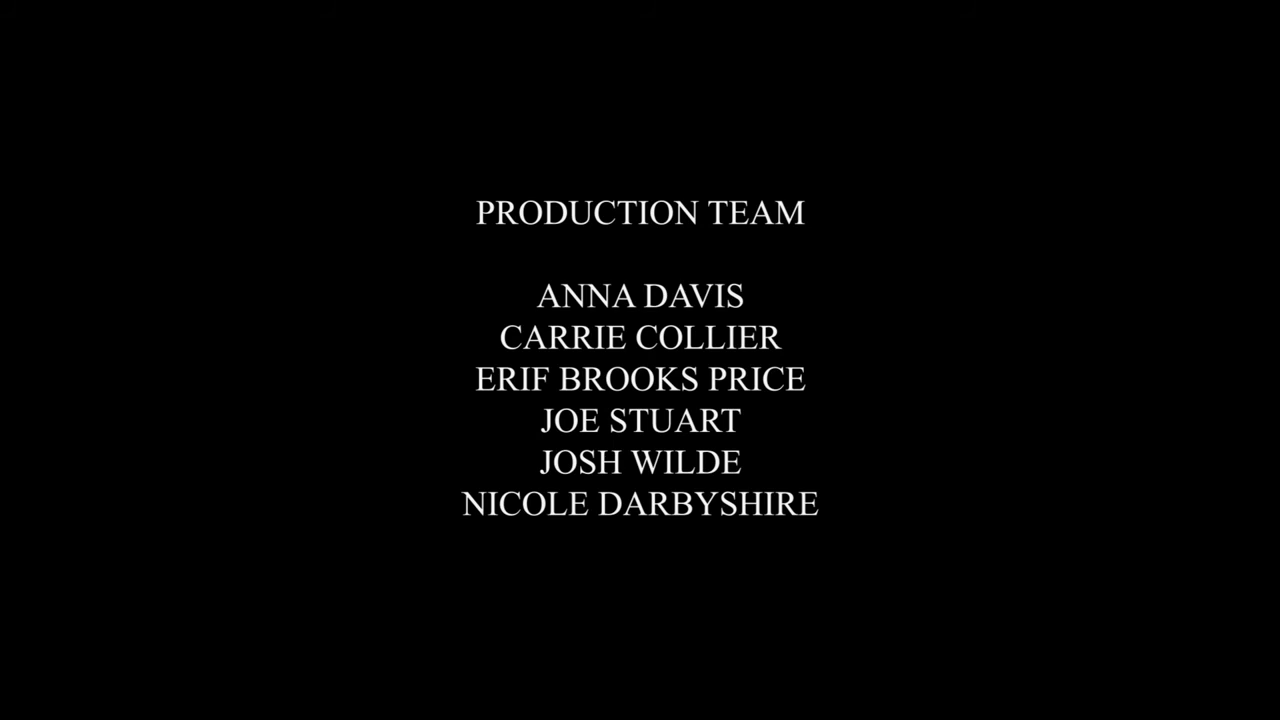 PRODUCTION TEAM
ANNA DAVIS
CARRIE COLLIER
ERIF BROOKS PRICE
JOE STUART
JOSH WILDE
NICOLE DARBYSHIRE